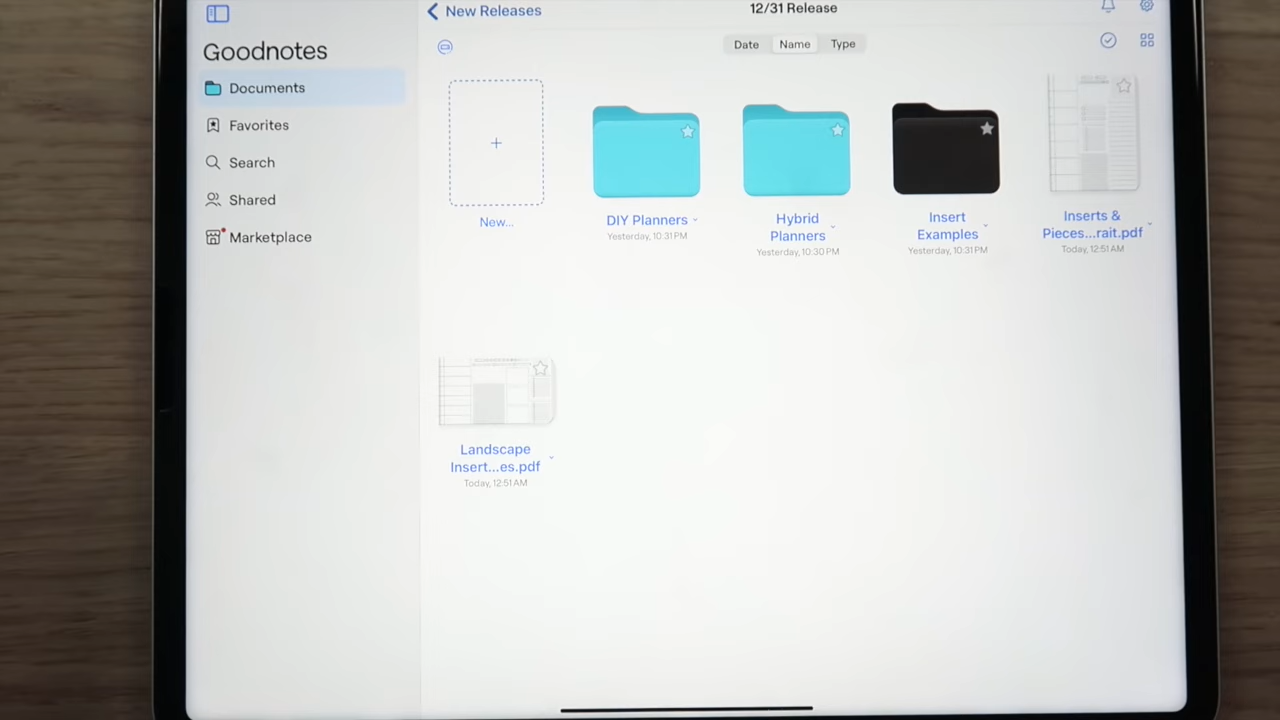 New Releases
12/31 Release
Goodnotes
Documents
Favorites
Search
Shared
Marketplace
Date
Name
Type
New...
DIY Planners
Yesterday, 10:31 PM
Hybrid
Planners
Yesterday, 10:30 PM
Insert
Examples
Yesterday, 10:31 PM
Inserts &
Pieces...rait.pdf
Today, 12:51 AM
Landscape
Insert...es.pdf
Today, 12:51 AM